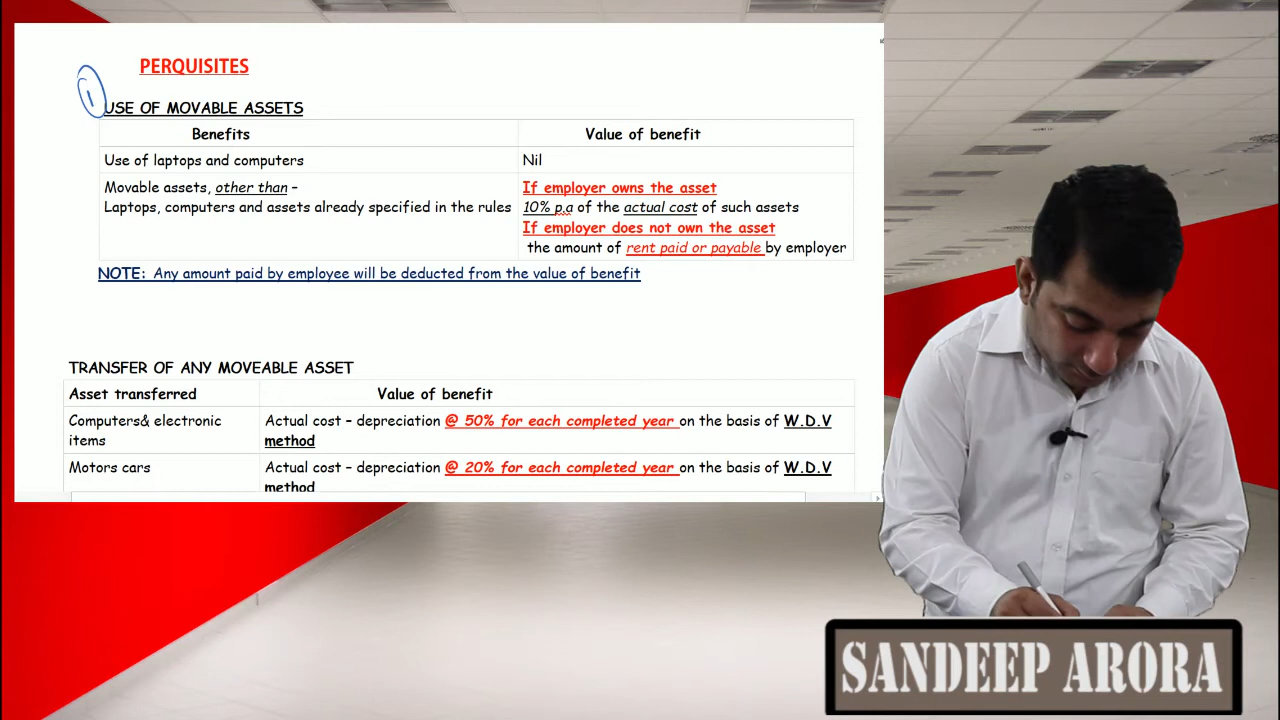 PERQUISITES
1
USE OF MOVABLE ASSETS
Benefits
Value of benefit
Use of laptops and computers
Nil
Movable assets, other than –
Laptops, computers and assets already specified in the rules
If employer owns the asset
10% p.a of the actual cost of such assets
If employer does not own the asset
the amount of rent paid or payable by employer
NOTE: Any amount paid by employee will be deducted from the value of benefit
TRANSFER OF ANY MOVEABLE ASSET
Asset transferred
Value of benefit
Computers& electronic
items
Actual cost – depreciation @ 50% for each completed year on the basis of W.D.V
method
Motors cars
Actual cost – depreciation @ 20% for each completed year on the basis of W.D.V
method
SANDEEP ARORA